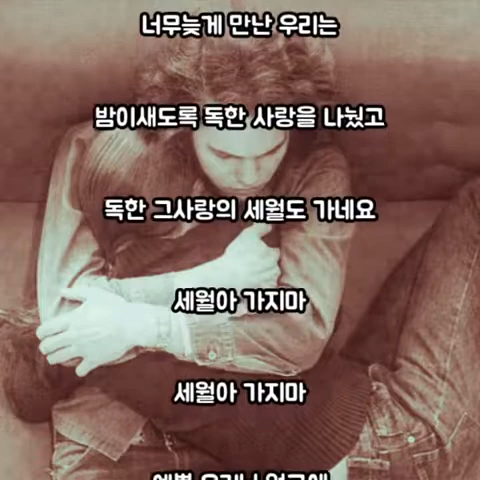 너무늦게 만난 우리는
밤이새도록 독한 사랑을 나눴고
독한 그사랑의 세월도 가네요
세월아 가지마
세월아 가지마